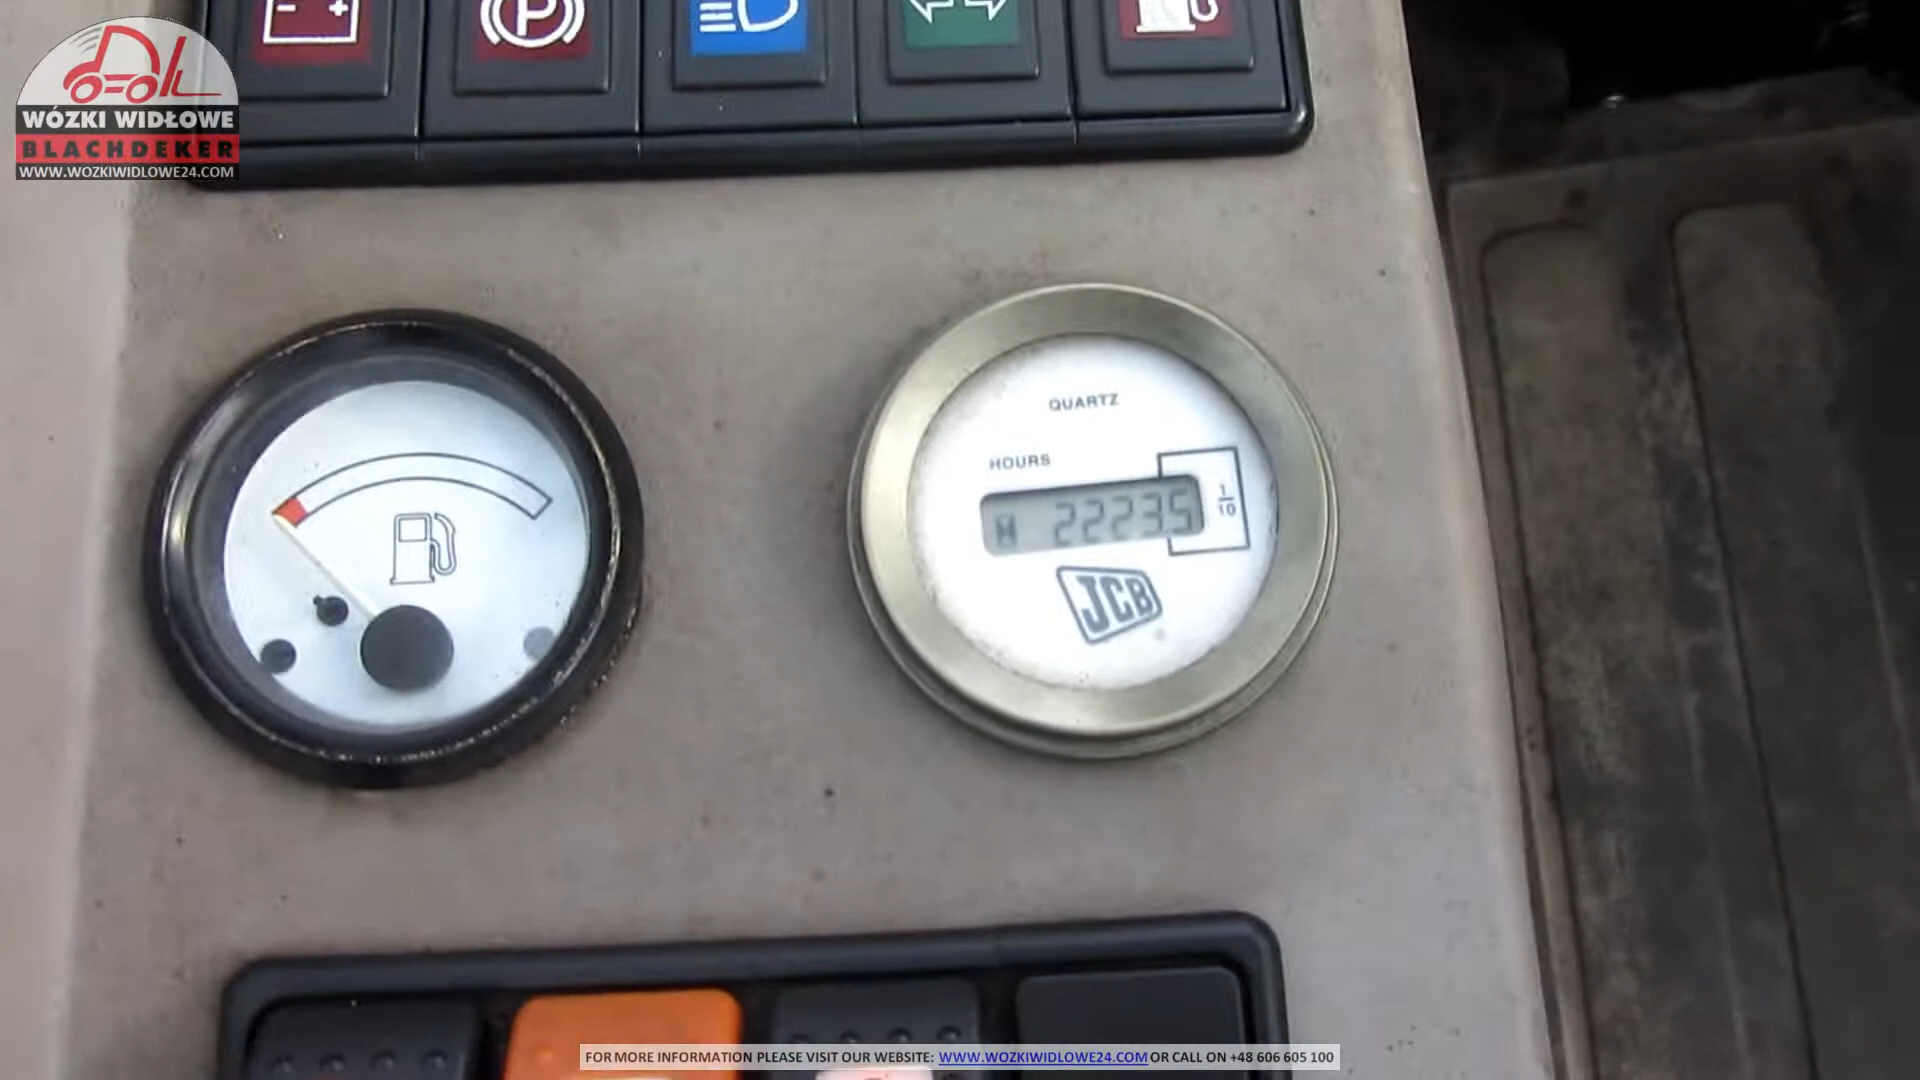 WÓZKI WIDŁOWE
BLACHDEKER
WWW.WOZKIWIDLOWE24.COM
P
QUARTZ
HOURS
22235
1
10
JCB
FOR MORE INFORMATION PLEASE VISIT OUR WEBSITE: WWW.WOZKIWIDLOWE24.COM OR CALL ON +48 606 605 100